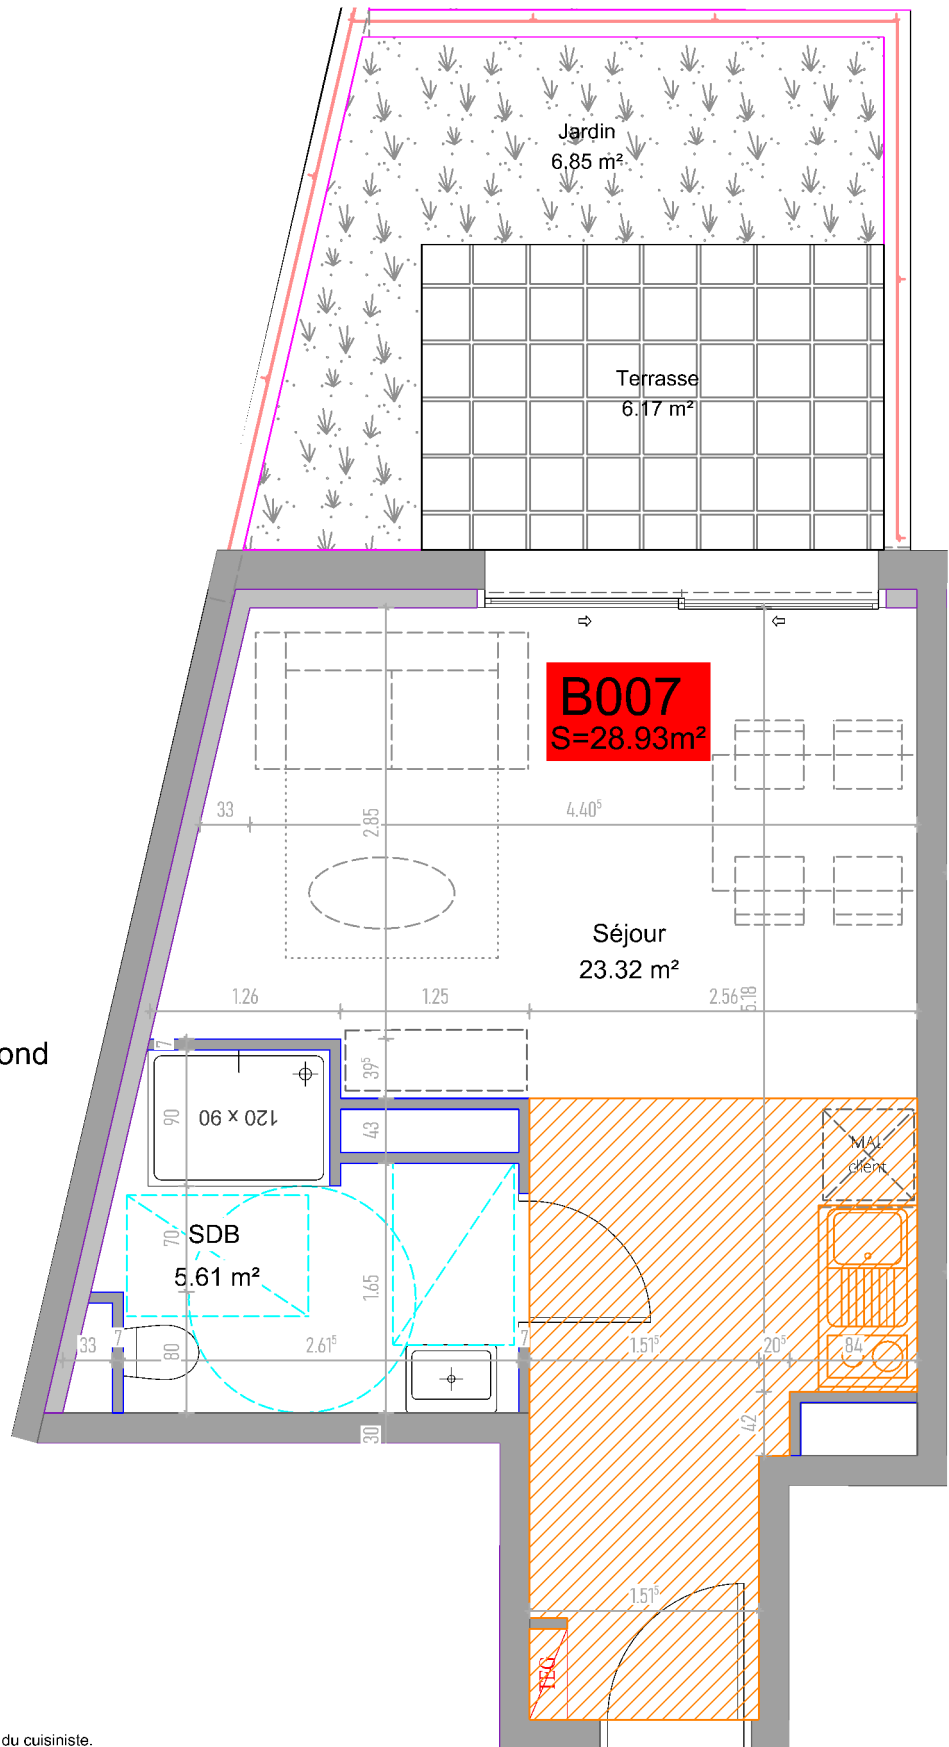 Jardin
6.85 m²
Terrasse
6.17 m²
B007
S=28.93m²
33
2.85
4.40⁵
Séjour
23.32 m²
1.26
1.25
2.56
5.18
ond
7
39⁵
90
120 x 90
43
MAL
client
SDB
5.61 m²
70
1.65
33
7
80
2.61⁵
7
1.51⁵
20⁵
84
30
42
1.51⁵
TEG
du cuisiniste.